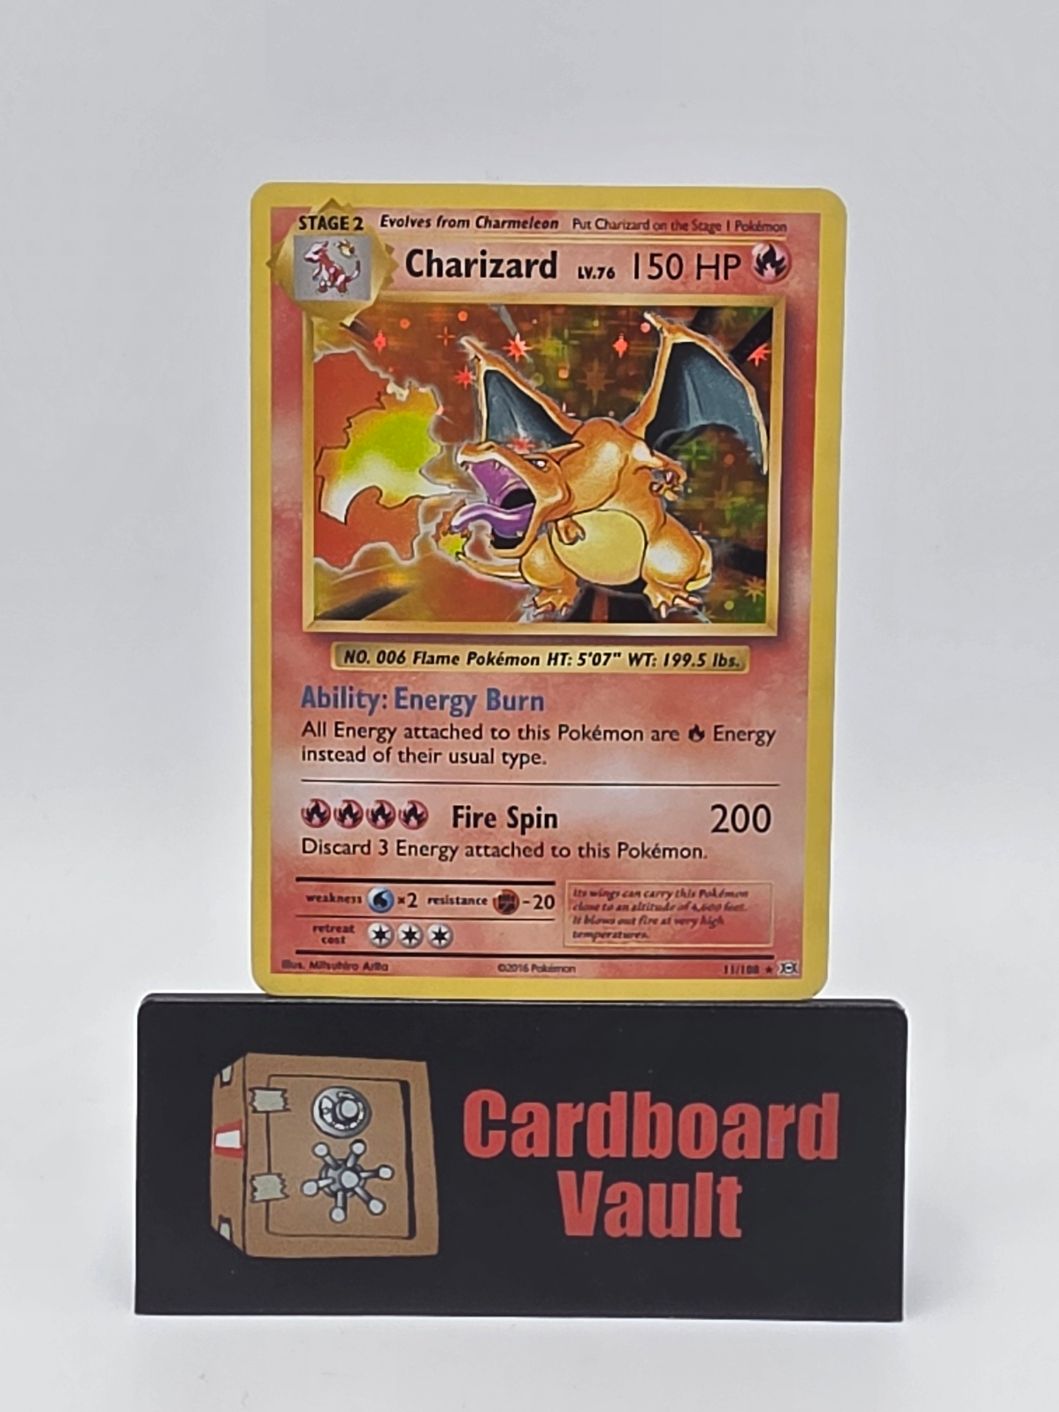 STAGE 2 Evolves from Charmeleon Put Charizard on the Stage 1 Pokémon
Charizard LV.76 150 HP
NO. 006 Flame Pokémon HT: 5'07" WT: 199.5 lbs.
Ability: Energy Burn
All Energy attached to this Pokémon are Energy
instead of their usual type.
Fire Spin 200
Discard 3 Energy attached to this Pokémon.
weakness ×2 resistance -20
retreat
cost
Its wings can carry this Pokémon
close to an altitude of 4,600 feet.
It blows out fire at very high
temperatures.
Illus. Mitsuhiro Arita ©2016 Pokémon 11/108 ★
Cardboard
Vault